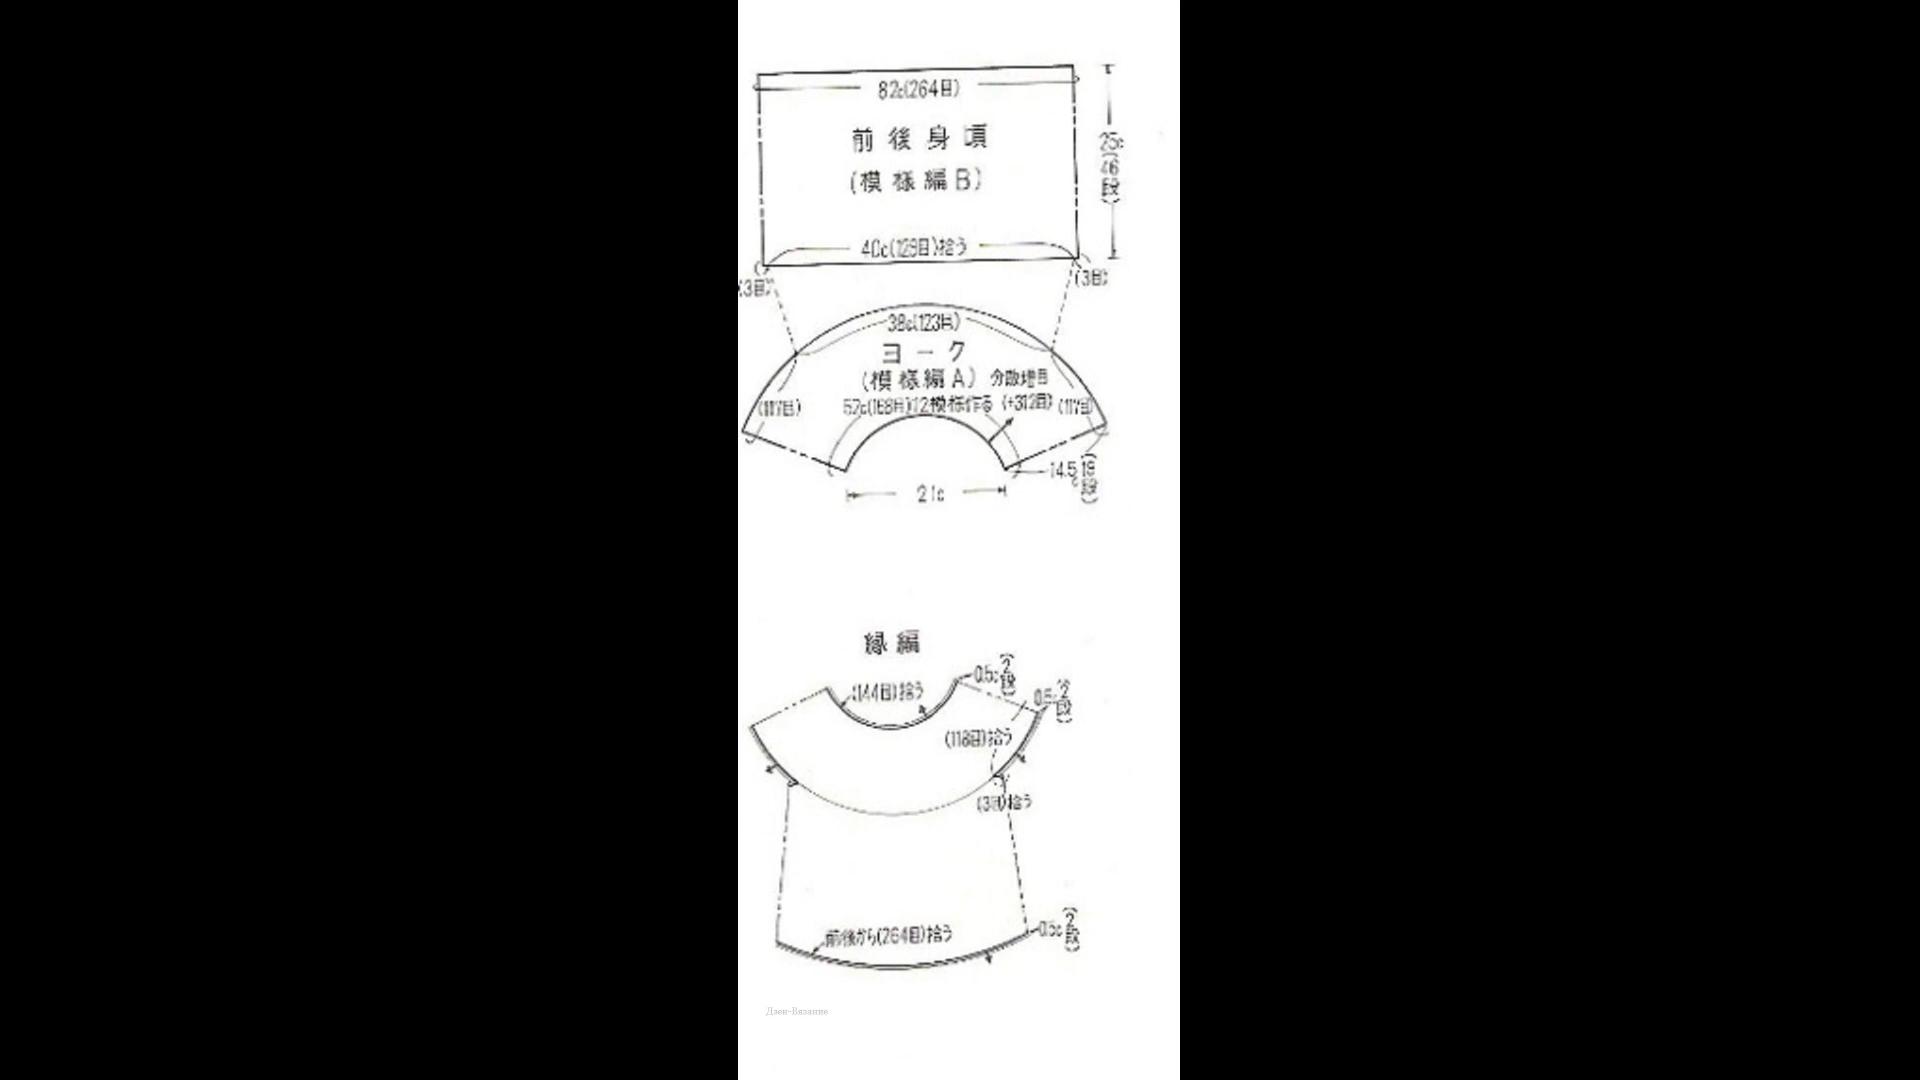 82c(264目)
前後身頃
(模様編B)
25c(46段)
40c(129目)拾う
(3目)
(3目)
38c(123目)
ヨーク
(模様編A)
分散増目
(117目)
52c(168目)12模様作る
(+312目)
(117目)
14.5c(19段)
21c
縁編
0.5c(2段)
(144目)拾う
0.5c(2段)
(118目)拾う
(3目)拾う
前後から(264目)拾う
0.5c(2段)
Дзен-Вязание